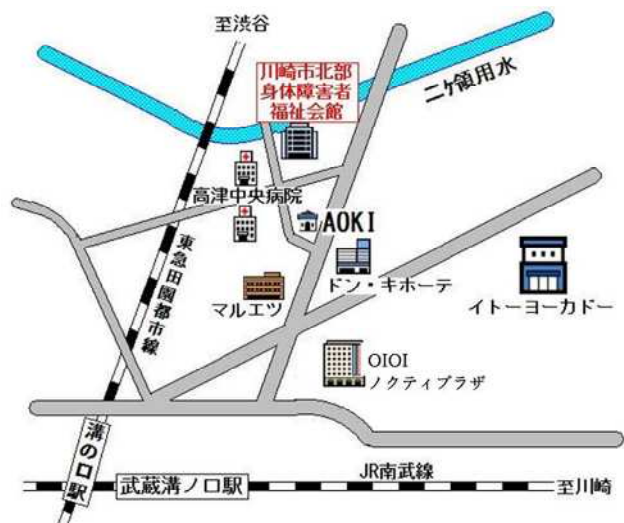 至渋谷
川崎市北部
身体障害者
福祉会館
二ヶ領用水
高津中央病院
AOKI
東急田園都市線
マルエツ
ドン・キホーテ
イトーヨーカドー
OIOI
ノクティプラザ
溝の口駅
武蔵溝ノ口駅
JR南武線
至川崎